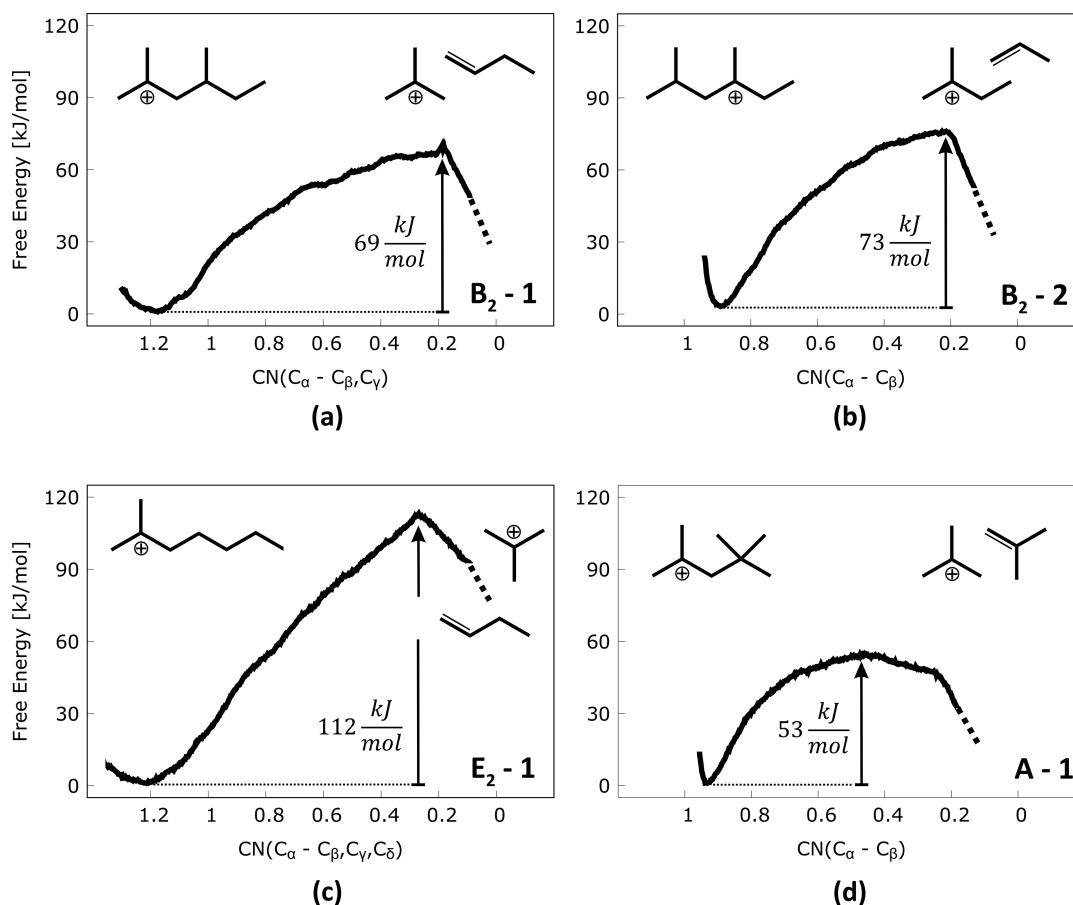 Free Energy [kJ/mol]
120
90
60
30
0
⊕
⊕
69 kJ/mol
B₂ - 1
1.2 1 0.8 0.6 0.4 0.2 0
CN(Cα - Cβ,Cγ)
(a)
120
90
60
30
0
⊕
⊕
73 kJ/mol
B₂ - 2
1 0.8 0.6 0.4 0.2 0
CN(Cα - Cβ)
(b)
Free Energy [kJ/mol]
120
90
60
30
0
⊕
⊕
112 kJ/mol
E₂ - 1
1.2 1 0.8 0.6 0.4 0.2 0
CN(Cα - Cβ,Cγ,Cδ)
(c)
120
90
60
30
0
⊕
⊕
53 kJ/mol
A - 1
1 0.8 0.6 0.4 0.2 0
CN(Cα - Cβ)
(d)